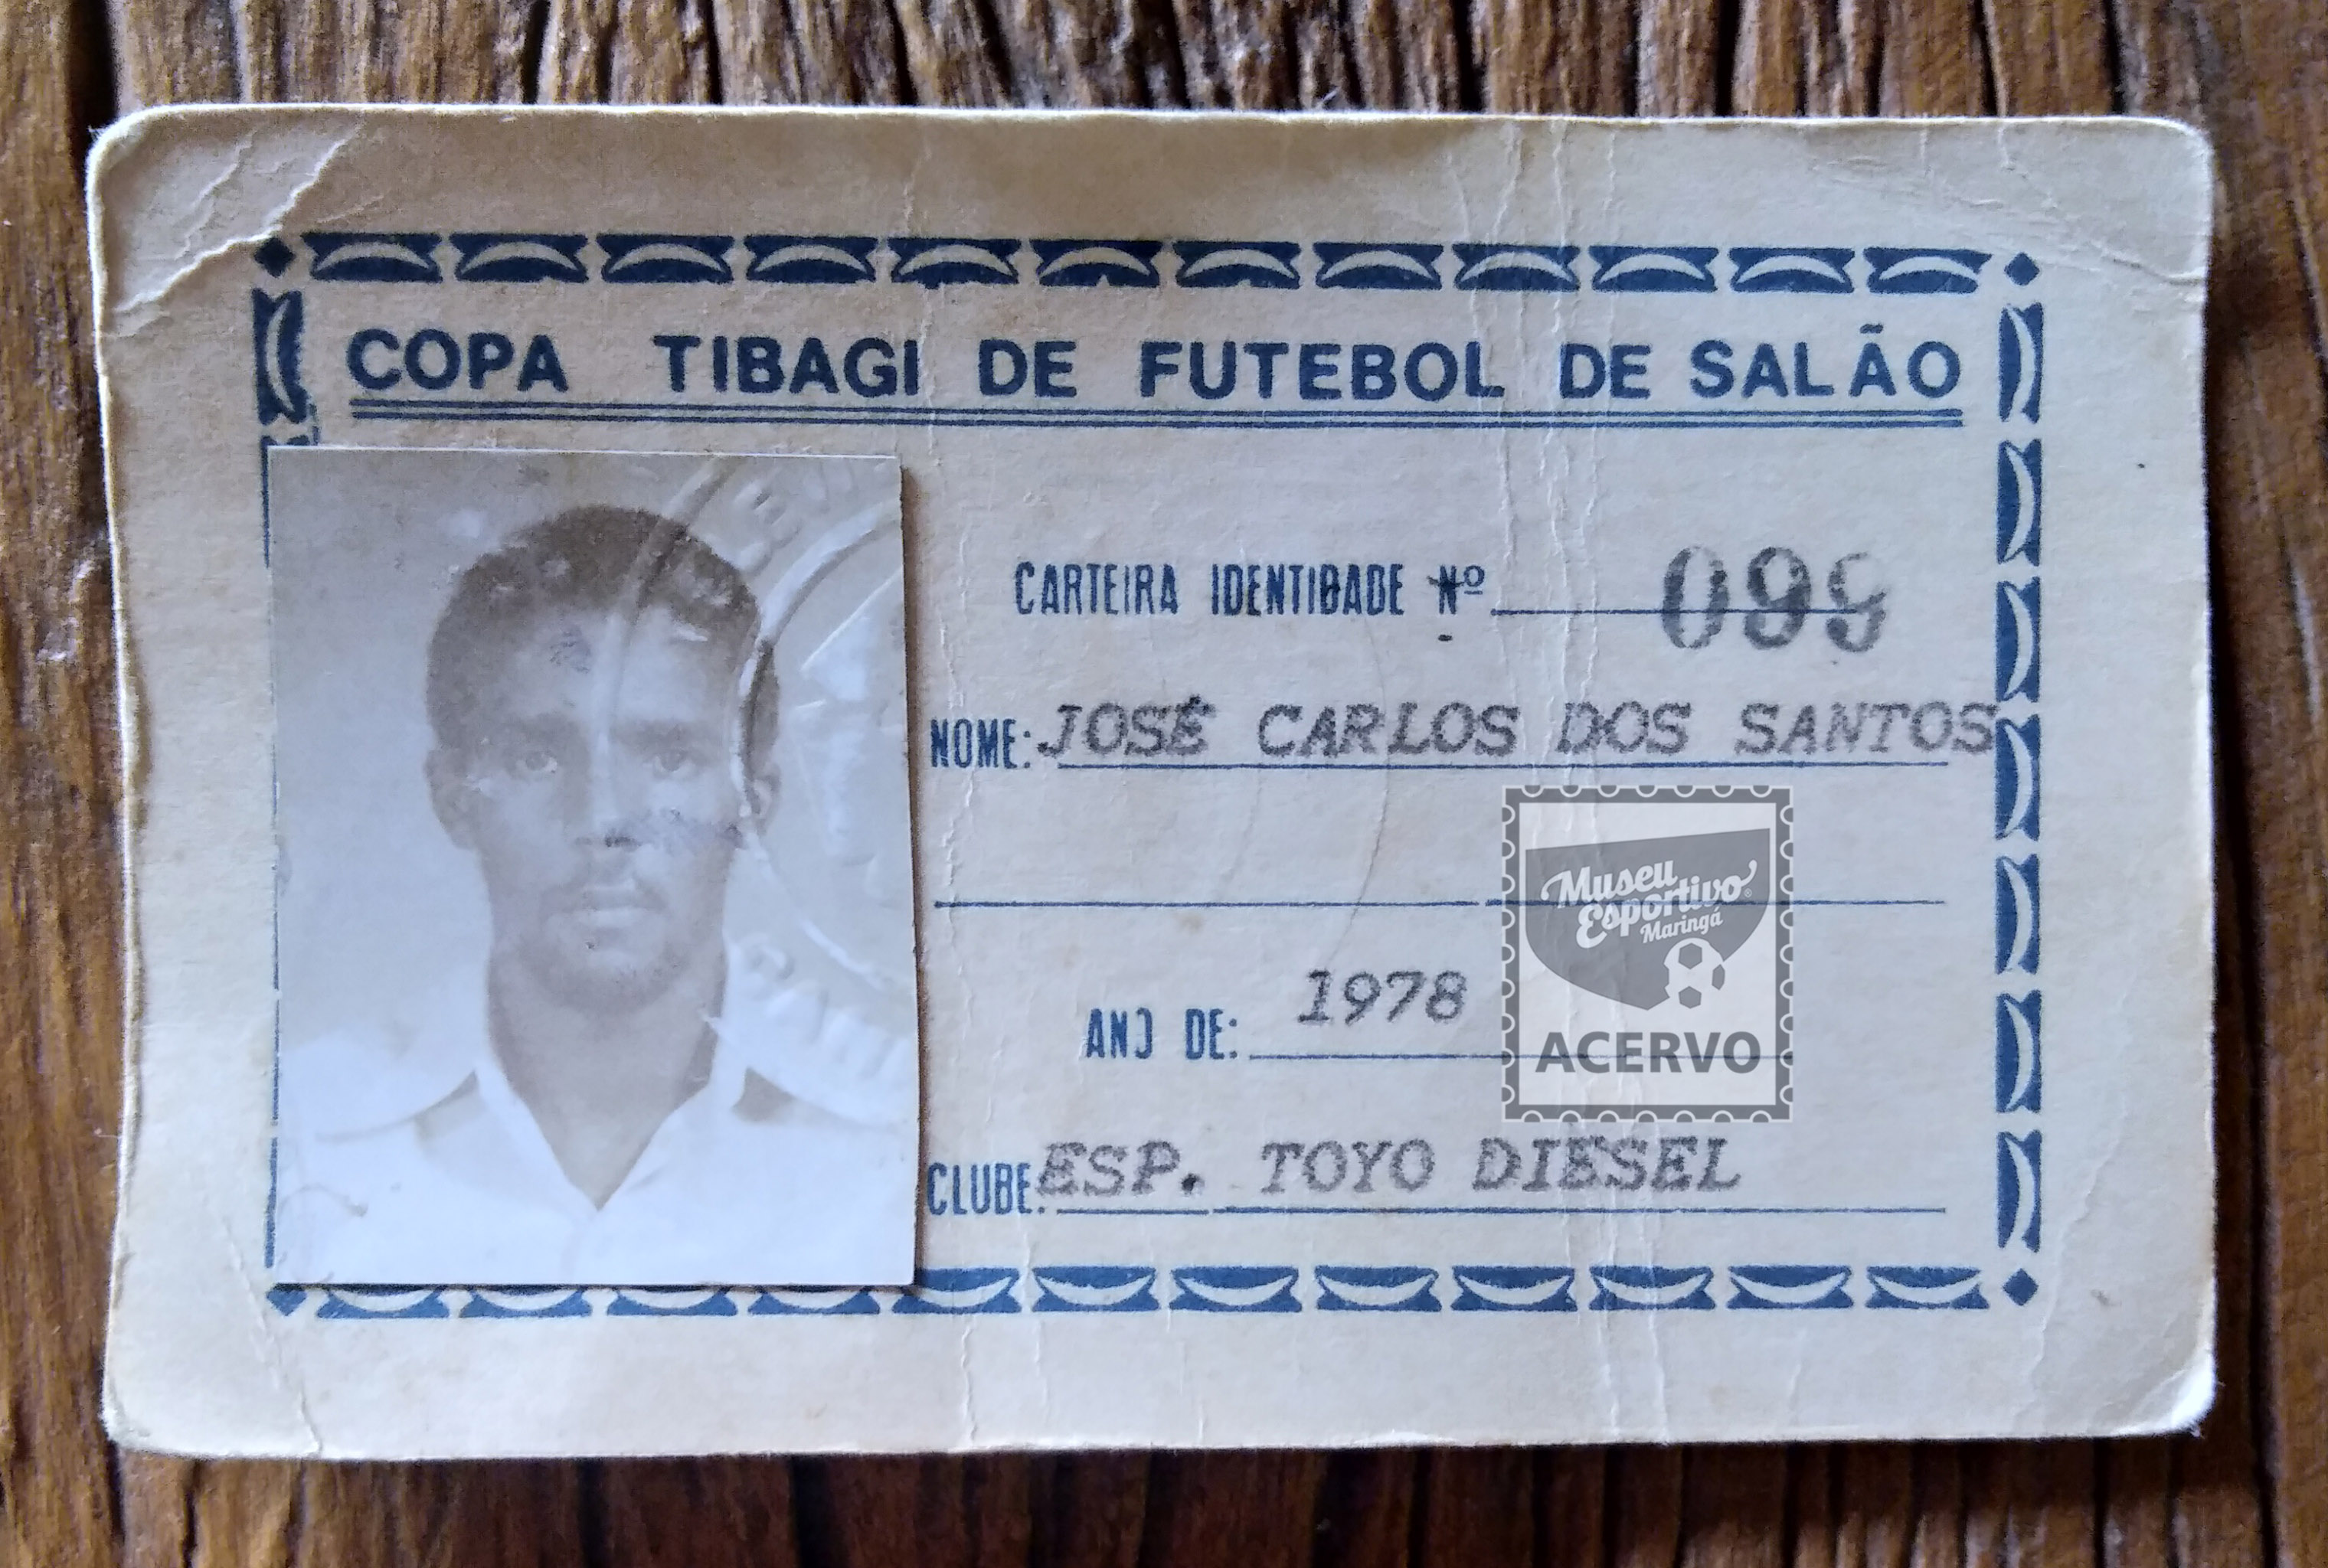 COPA TIBAGI DE FUTEBOL DE SALÃO
CARTEIRA IDENTIDADE Nº 099
NOME: JOSÉ CARLOS DOS SANTOS
ANO DE: 1978
CLUBE: ESP. TOYO DIESEL
Museu
Esportivo
Maringá
ACERVO